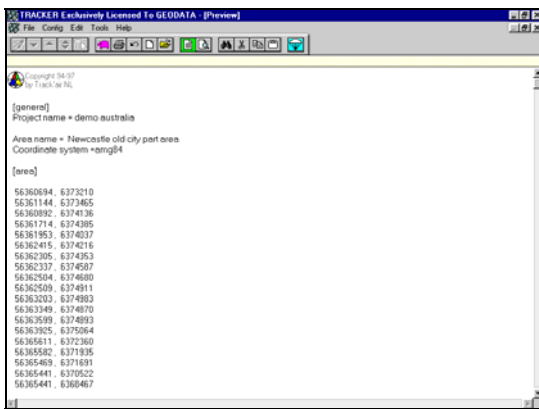 TRACKER Exclusively Licensed To GEODATA - [Preview]
File Config Edit Tools Help
Copyright 94-97
by Track'air NL
[general]
Project name = demo australia
Area name = Newcastle old city part area
Coordinate system =amg84
[area]
56360694, 6373210
56361144, 6373465
56360892, 6374136
56361714, 6374385
56361953, 6374037
56362415, 6374216
56362305, 6374353
56362337, 6374587
56362504, 6374680
56362509, 6374911
56363203, 6374983
56363349, 6374870
56363599, 6374893
56363925, 6375064
56365611, 6372360
56365582, 6371935
56365469, 6371691
56365441, 6370522
56365441, 6368467